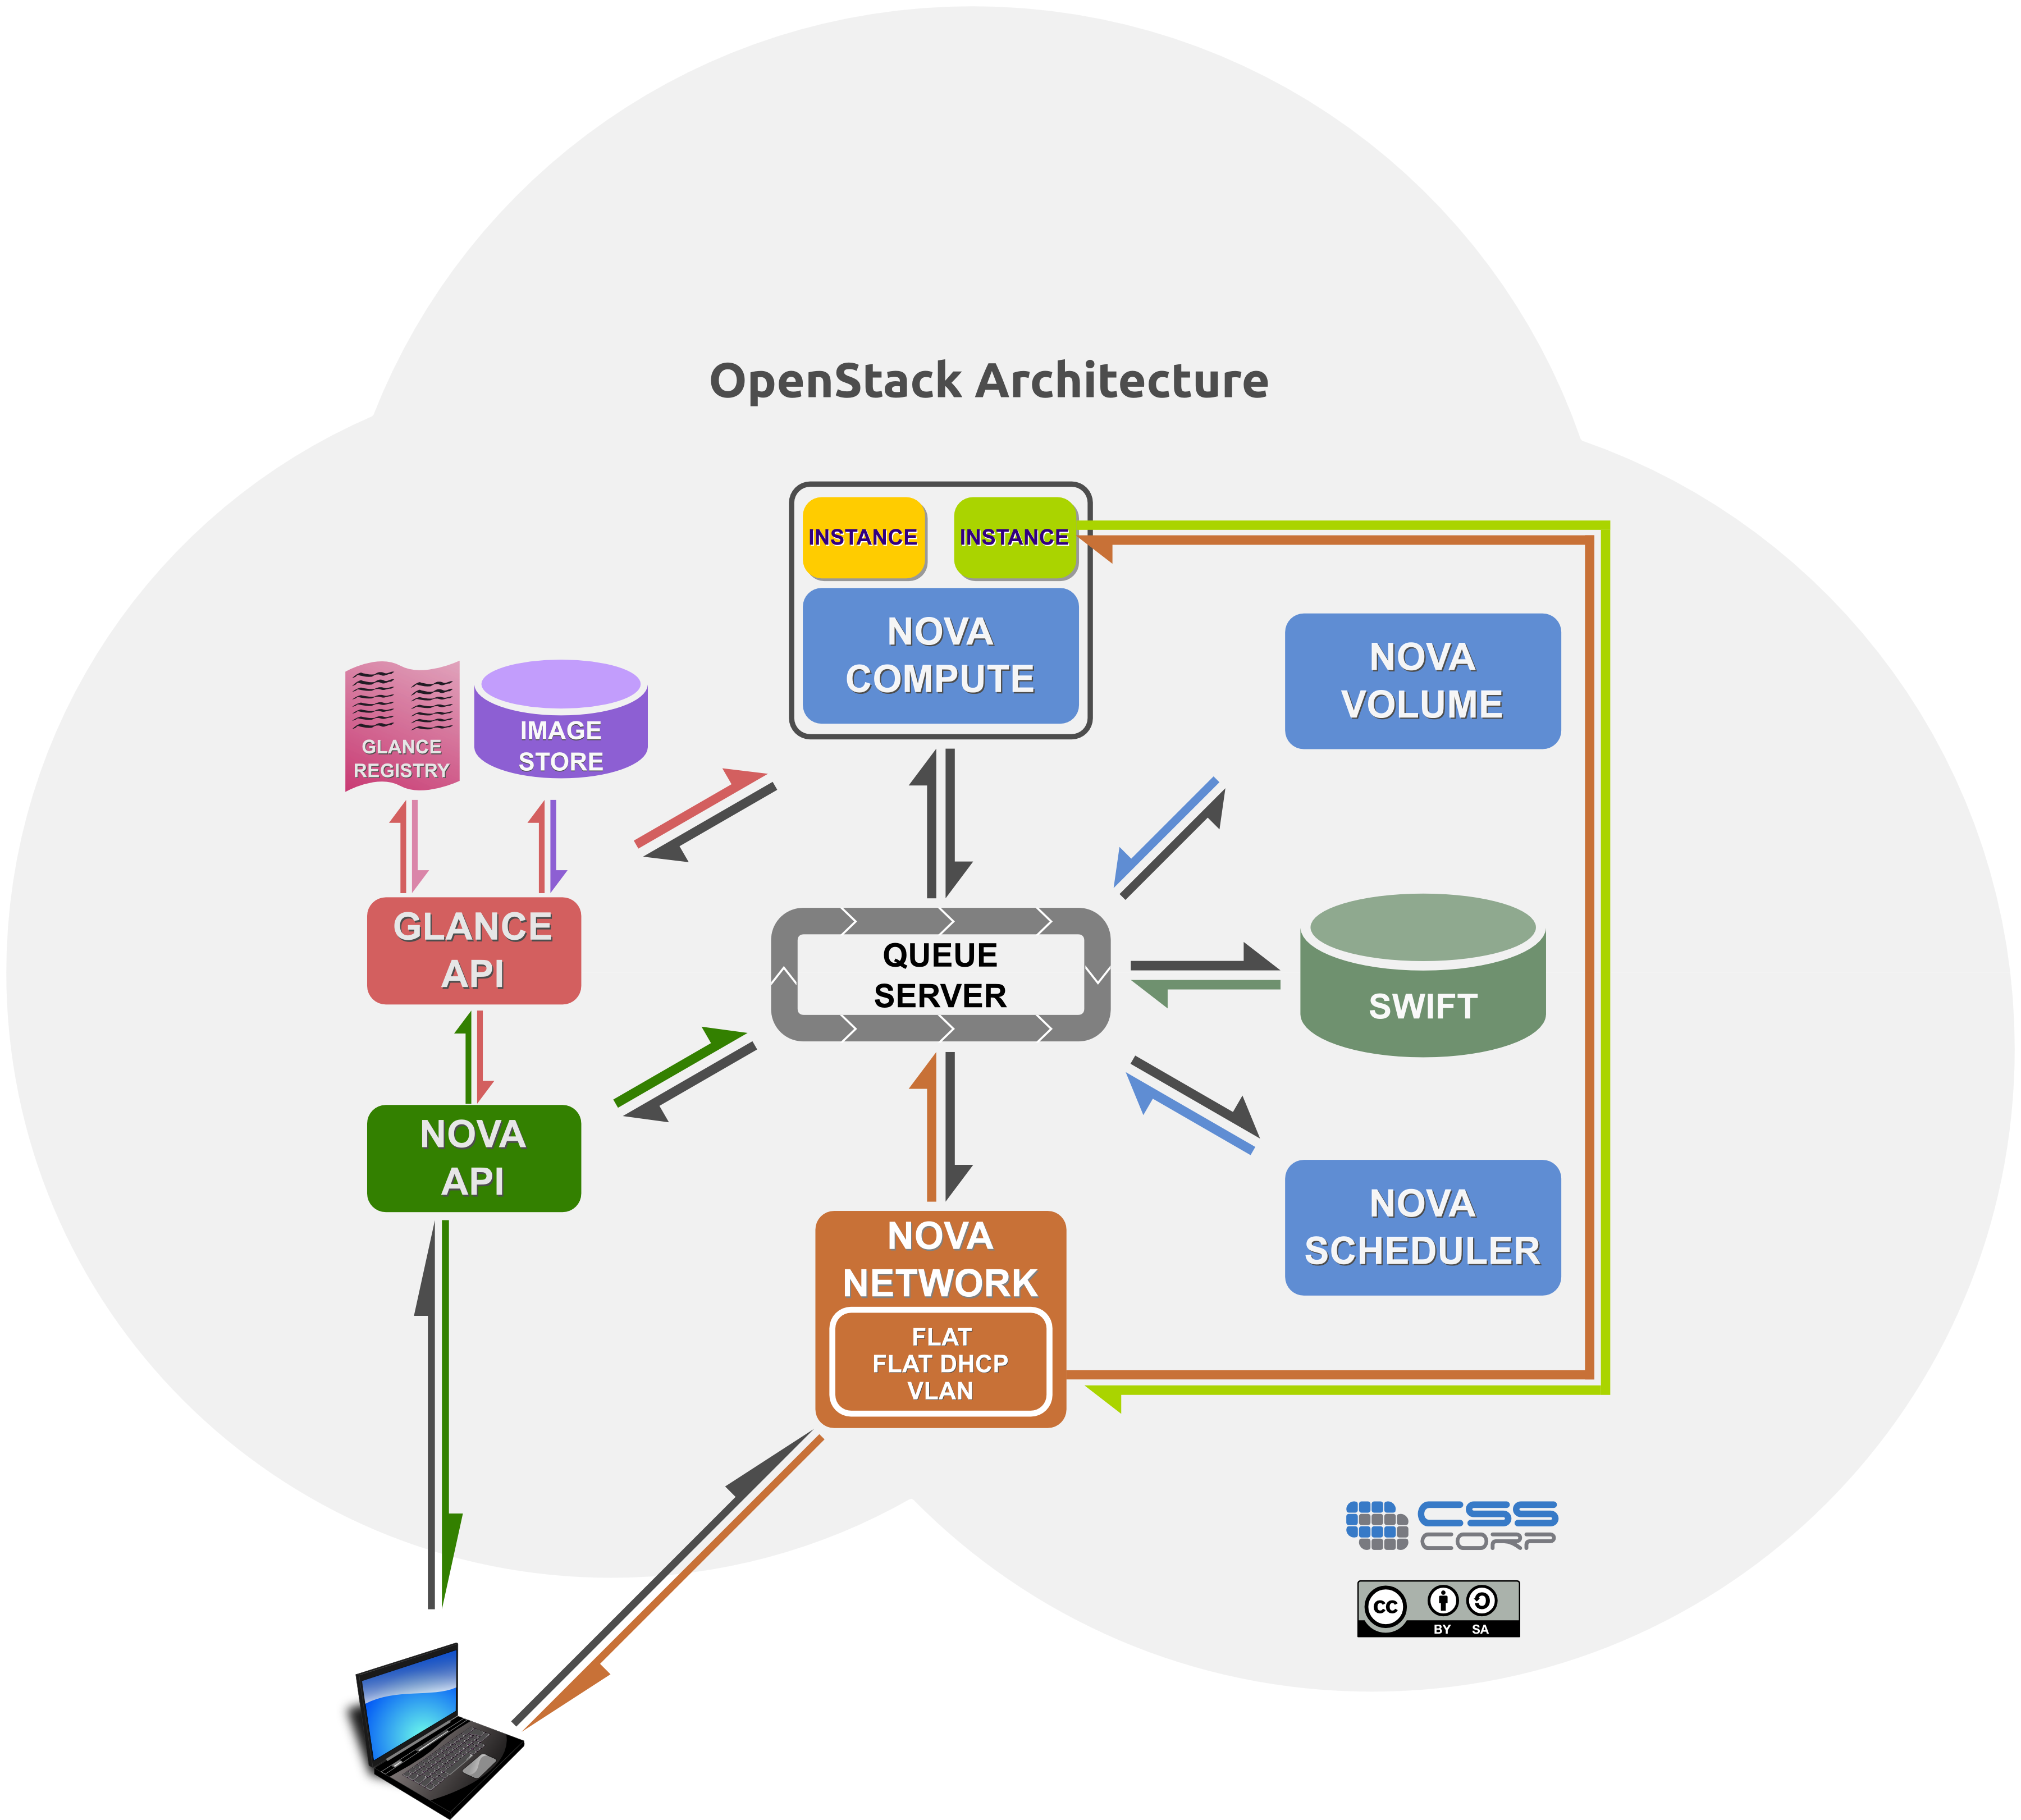 OpenStack Architecture
INSTANCE
INSTANCE
NOVA
COMPUTE
NOVA
VOLUME
GLANCE
REGISTRY
IMAGE
STORE
GLANCE
API
QUEUE
SERVER
SWIFT
NOVA
API
NOVA
SCHEDULER
NOVA
NETWORK
FLAT
FLAT DHCP
VLAN
CSS
CORP
cc
BY SA